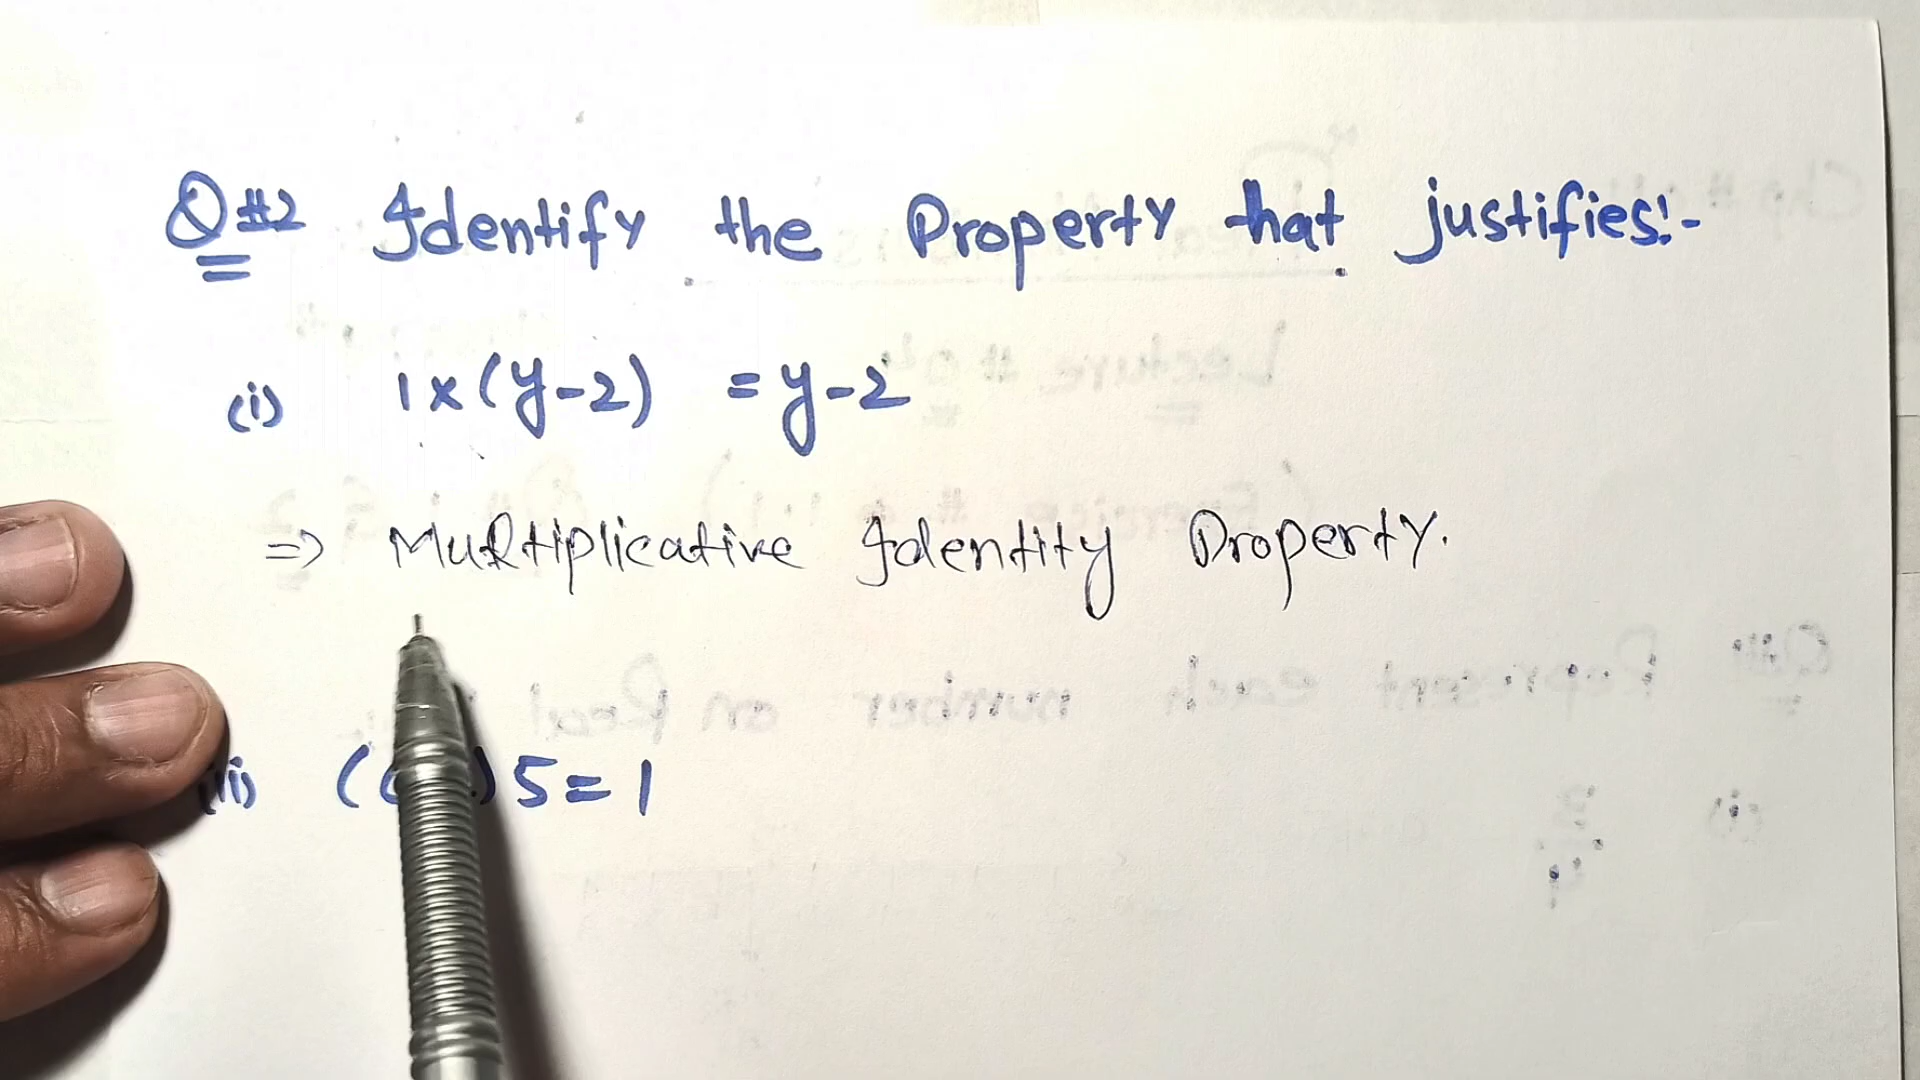 Q#2 Identify the Property that justifies:-
(i) 1×(y-2) = y-2
=> Multiplicative Identity Property.
(ii) ( ) 5=1